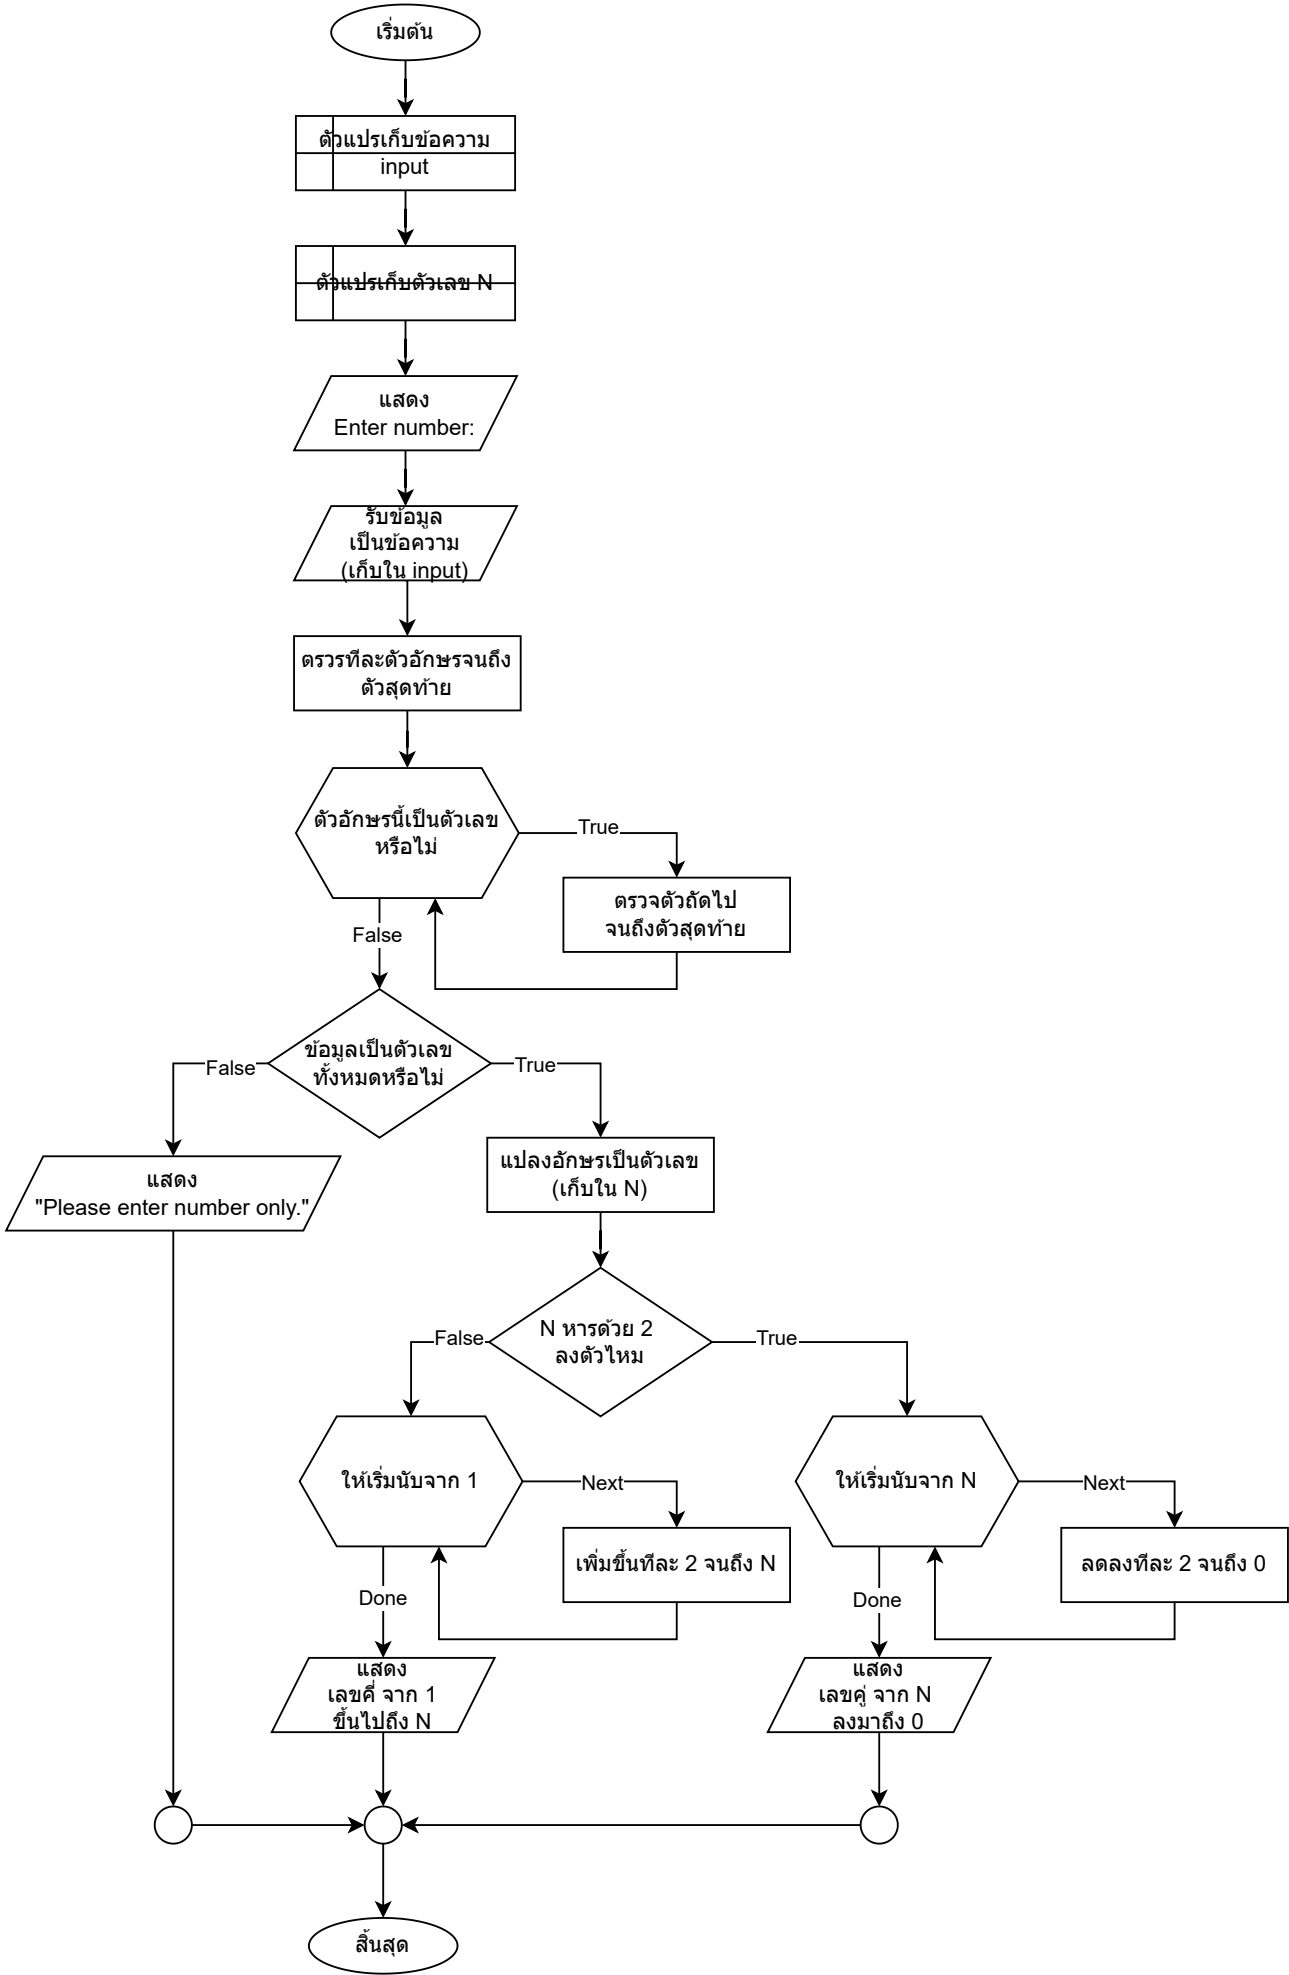 เริ่มต้น
ตัวแปรเก็บข้อความ
input
ตัวแปรเก็บตัวเลข N
แสดง
Enter number:
รับข้อมูล
เป็นข้อความ
(เก็บใน input)
ตรวรทีละตัวอักษรจนถึง
ตัวสุดท้าย
ตัวอักษรนี้เป็นตัวเลข
หรือไม่
True
ตรวจตัวถัดไป
จนถึงตัวสุดท้าย
False
ข้อมูลเป็นตัวเลข
ทั้งหมดหรือไม่
False
True
แสดง
"Please enter number only."
แปลงอักษรเป็นตัวเลข
(เก็บใน N)
N หารด้วย 2
ลงตัวไหม
False
True
ให้เริ่มนับจาก 1
Next
เพิ่มขึ้นทีละ 2 จนถึง N
Done
แสดง
เลขคี่ จาก 1
ขึ้นไปถึง N
ให้เริ่มนับจาก N
Next
ลดลงทีละ 2 จนถึง 0
Done
แสดง
เลขคู่ จาก N
ลงมาถึง 0
สิ้นสุด